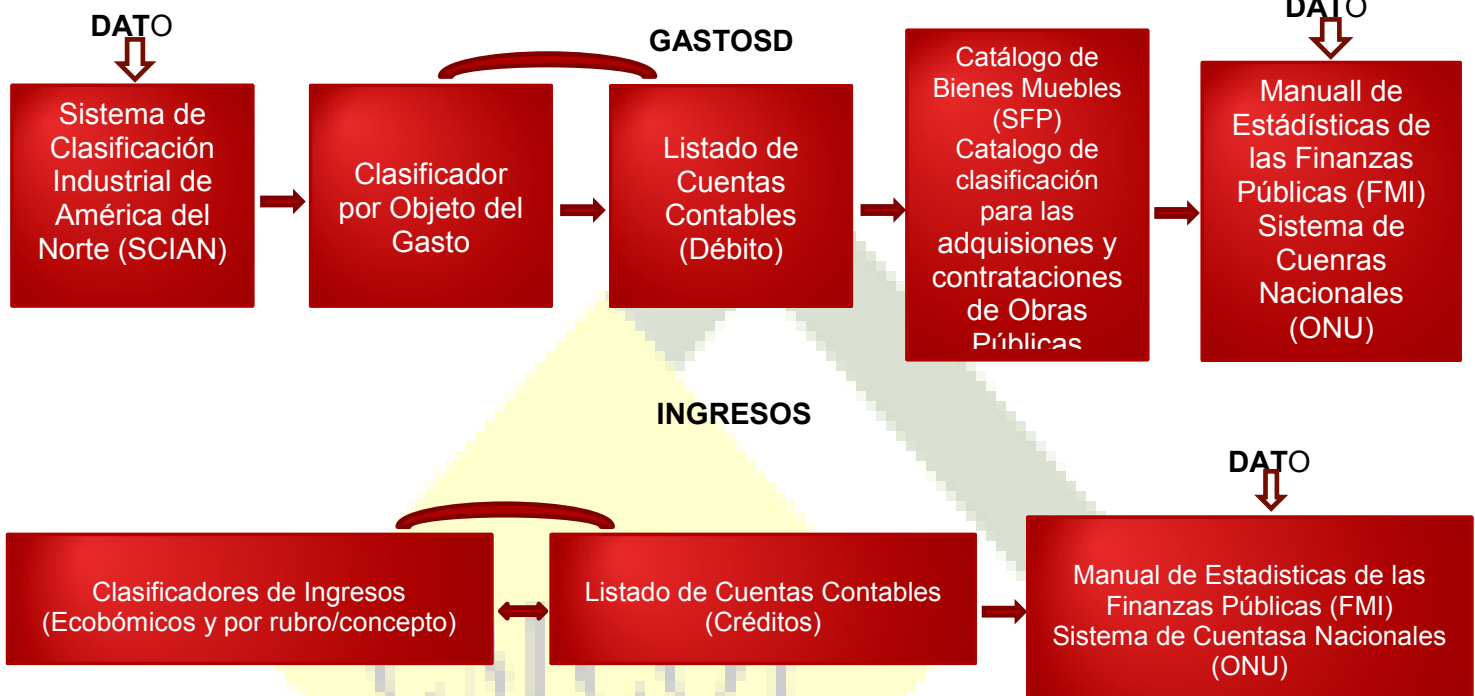 DATO
GASTOSD
DATO
Sistema de
Clasificación
Industrial de
América del
Norte (SCIAN)
Clasificador
por Objeto del
Gasto
Listado de
Cuentas
Contables
(Débito)
Catálogo de
Bienes Muebles
(SFP)
Catalogo de
clasificación
para las
adquisiones y
contrataciones
de Obras
Públicas
Manuall de
Estádísticas de
las Finanzas
Públicas (FMI)
Sistema de
Cuenras
Nacionales
(ONU)
INGRESOS
DATO
Clasificadores de Ingresos
(Ecobómicos y por rubro/concepto)
Listado de Cuentas Contables
(Créditos)
Manual de Estadisticas de las
Finanzas Públicas (FMI)
Sistema de Cuentasa Nacionales
(ONU)